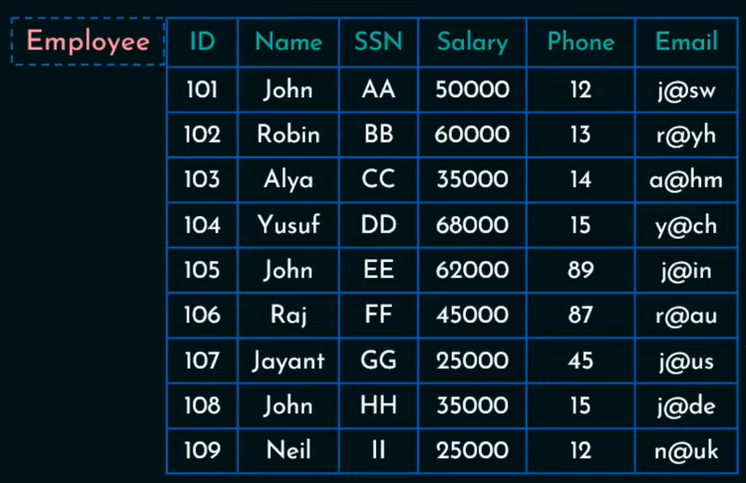 Employee ID Name SSN Salary Phone Email
101 John AA 50000 12 j@sw
102 Robin BB 60000 13 r@yh
103 Alya CC 35000 14 a@hm
104 Yusuf DD 68000 15 y@ch
105 John EE 62000 89 j@in
106 Raj FF 45000 87 r@au
107 Jayant GG 25000 45 j@us
108 John HH 35000 15 j@de
109 Neil II 25000 12 n@uk